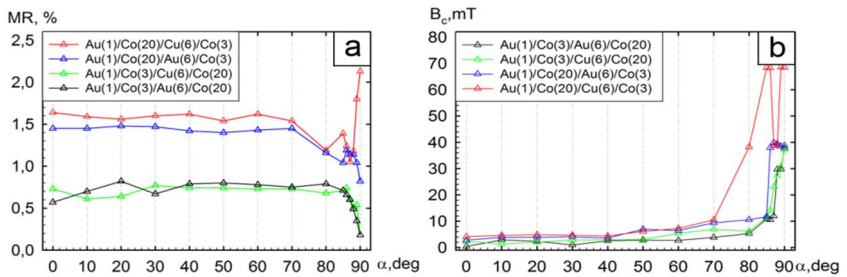 MR, %
2,5
2,0
1,5
1,0
0,5
0,0
a
Au(1)/Co(20)/Cu(6)/Co(3)
Au(1)/Co(20)/Au(6)/Co(3)
Au(1)/Co(3)/Cu(6)/Co(20)
Au(1)/Co(3)/Au(6)/Co(20)
0 10 20 30 40 50 60 70 80 90 α,deg
Bc,mT
80
70
60
50
40
30
20
10
0
b
Au(1)/Co(3)/Au(6)/Co(20)
Au(1)/Co(3)/Cu(6)/Co(20)
Au(1)/Co(20)/Au(6)/Co(3)
Au(1)/Co(20)/Cu(6)/Co(3)
0 10 20 30 40 50 60 70 80 90 α,deg